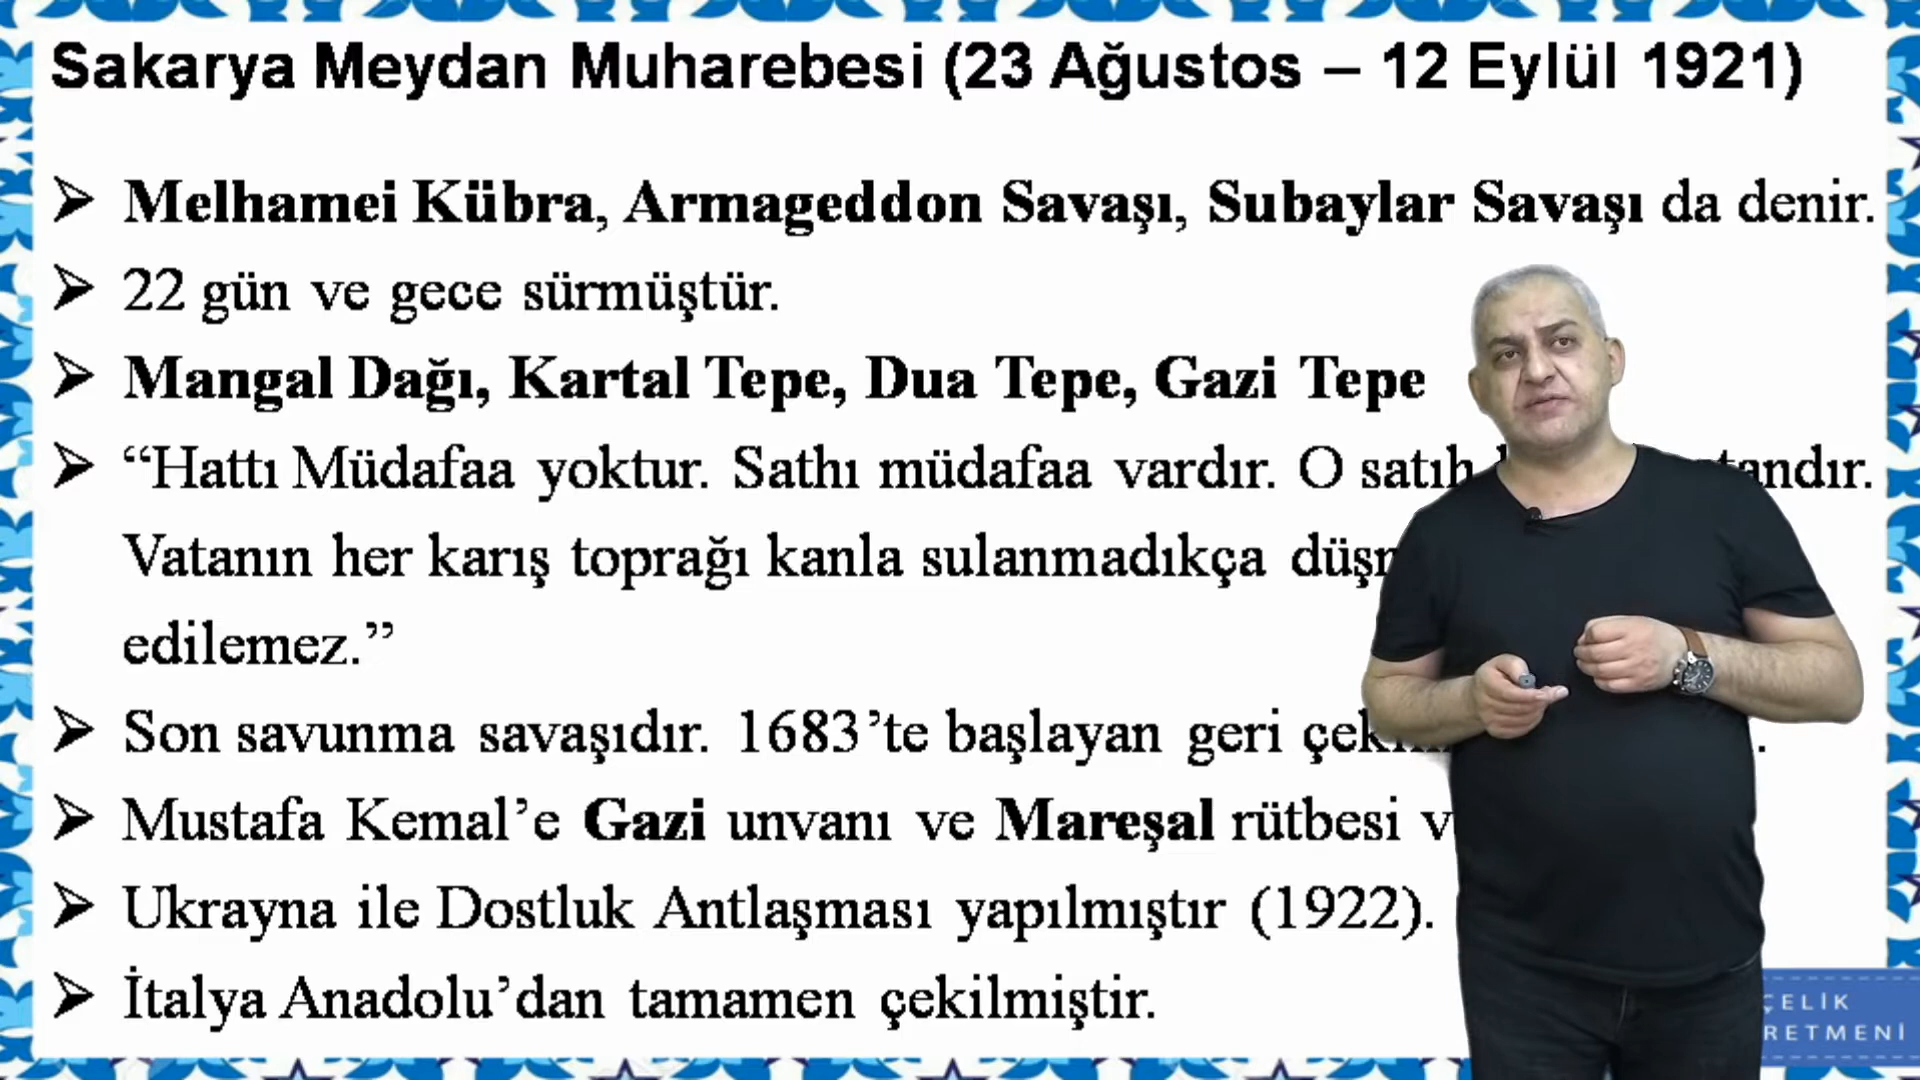 Sakarya Meydan Muharebesi (23 Ağustos – 12 Eylül 1921)
➢ Melhamei Kübra, Armageddon Savaşı, Subaylar Savaşı da denir.
➢ 22 gün ve gece sürmüştür.
➢ Mangal Dağı, Kartal Tepe, Dua Tepe, Gazi Tepe
➢ “Hattı Müdafaa yoktur. Sathı müdafaa vardır. O satıh
Vatanın her karış toprağı kanla sulanmadıkça
edilemez.”
➢ Son savunma savaşıdır. 1683’te başlayan geri
➢ Mustafa Kemal’e Gazi unvanı ve Mareşal rütbesi
➢ Ukrayna ile Dostluk Antlaşması yapılmıştır (1922).
➢ İtalya Anadolu’dan tamamen çekilmiştir.
ÇELİK